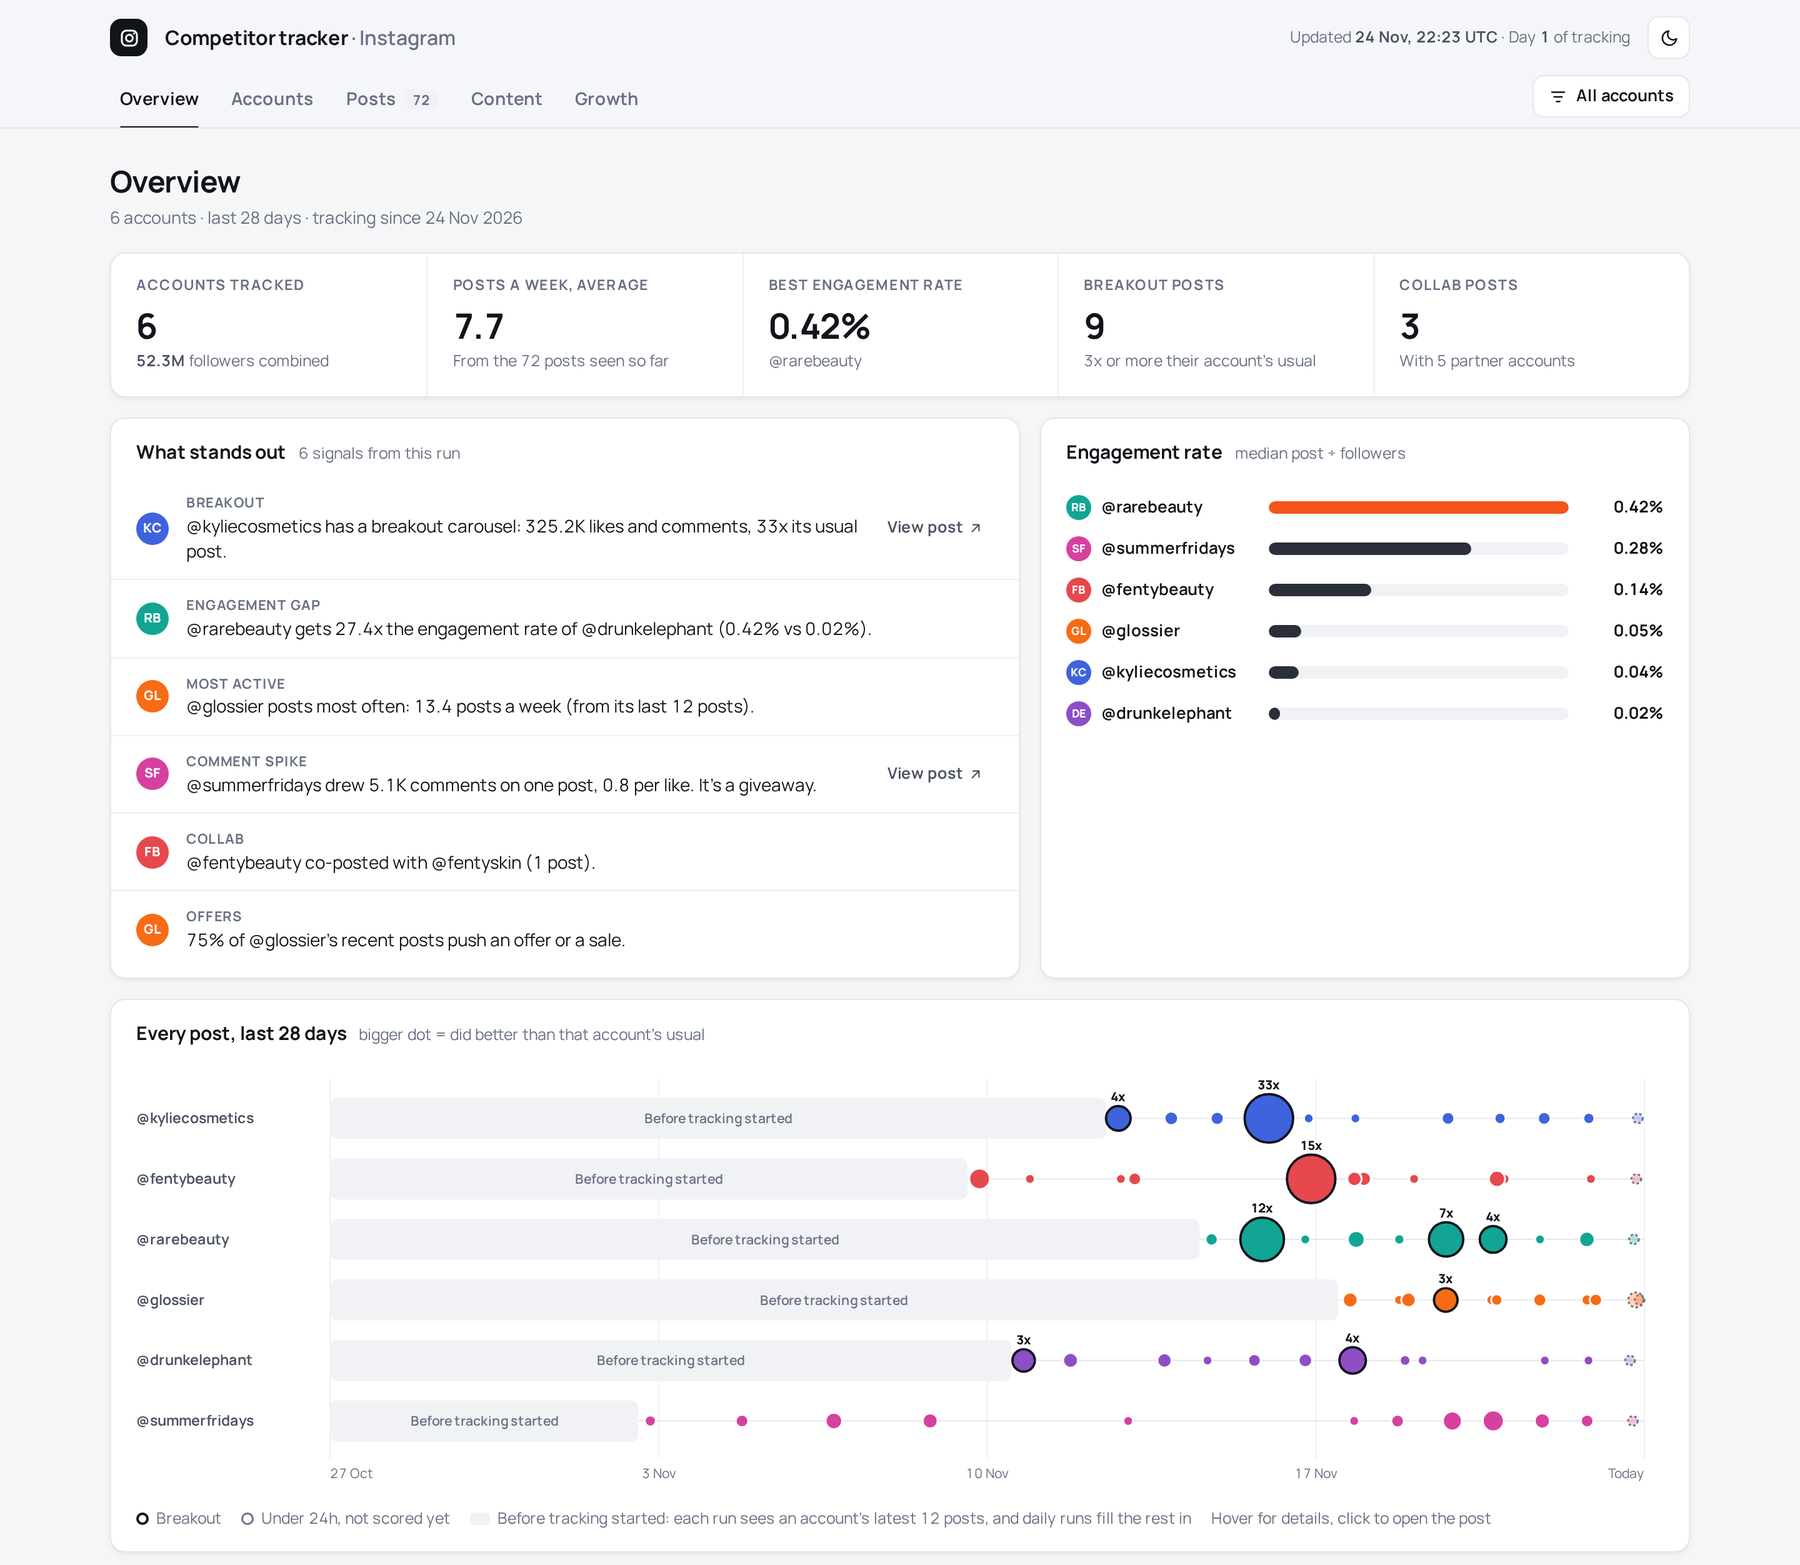 Competitor tracker · Instagram
Updated 24 Nov, 22:23 UTC · Day 1 of tracking
Overview
Accounts
Posts 72
Content
Growth
All accounts
Overview
6 accounts · last 28 days · tracking since 24 Nov 2026
ACCOUNTS TRACKED
6
52.3M followers combined
POSTS A WEEK, AVERAGE
7.7
From the 72 posts seen so far
BEST ENGAGEMENT RATE
0.42%
@rarebeauty
BREAKOUT POSTS
9
3x or more their account's usual
COLLAB POSTS
3
With 5 partner accounts
What stands out 6 signals from this run
KC
BREAKOUT
@kyliecosmetics has a breakout carousel: 325.2K likes and comments, 33x its usual
post.
View post ↗
RB
ENGAGEMENT GAP
@rarebeauty gets 27.4x the engagement rate of @drunkelephant (0.42% vs 0.02%).
GL
MOST ACTIVE
@glossier posts most often: 13.4 posts a week (from its last 12 posts).
SF
COMMENT SPIKE
@summerfridays drew 5.1K comments on one post, 0.8 per like. It's a giveaway.
View post ↗
FB
COLLAB
@fentybeauty co-posted with @fentyskin (1 post).
GL
OFFERS
75% of @glossier's recent posts push an offer or a sale.
Engagement rate median post ÷ followers
RB @rarebeauty 0.42%
SF @summerfridays 0.28%
FB @fentybeauty 0.14%
GL @glossier 0.05%
KC @kyliecosmetics 0.04%
DE @drunkelephant 0.02%
Every post, last 28 days bigger dot = did better than that account's usual
@kyliecosmetics Before tracking started 4x 33x
@fentybeauty Before tracking started 15x
@rarebeauty Before tracking started 12x 7x 4x
@glossier Before tracking started 3x
@drunkelephant Before tracking started 3x 4x
@summerfridays Before tracking started
27 Oct 3 Nov 10 Nov 17 Nov Today
Breakout Under 24h, not scored yet Before tracking started: each run sees an account's latest 12 posts, and daily runs fill the rest in Hover for details, click to open the post